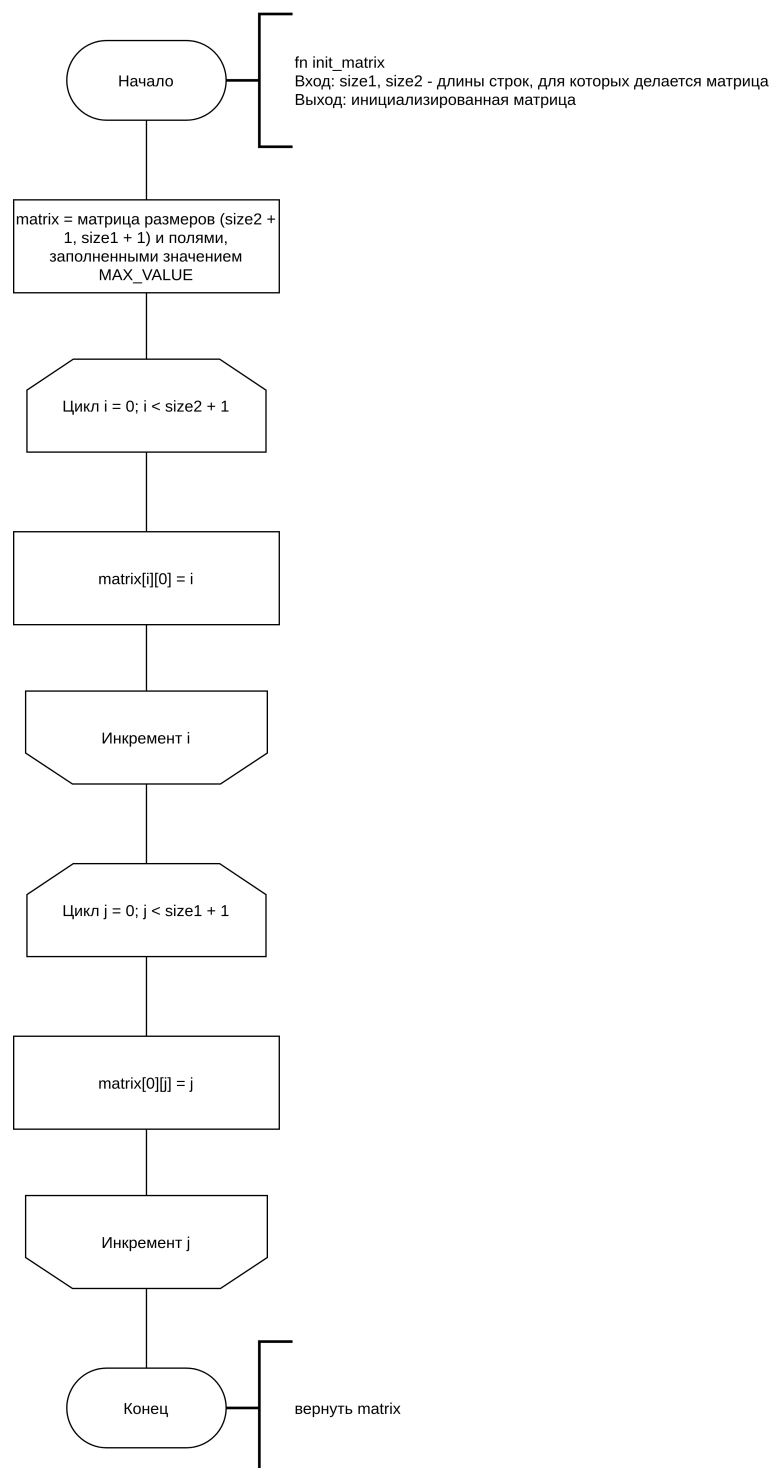 Начало
fn init_matrix
Вход: size1, size2 - длины строк, для которых делается матрица
Выход: инициализированная матрица
matrix = матрица размеров (size2 +
1, size1 + 1) и полями,
заполненными значением
MAX_VALUE
Цикл i = 0; i < size2 + 1
matrix[i][0] = i
Инкремент i
Цикл j = 0; j < size1 + 1
matrix[0][j] = j
Инкремент j
Конец
вернуть matrix